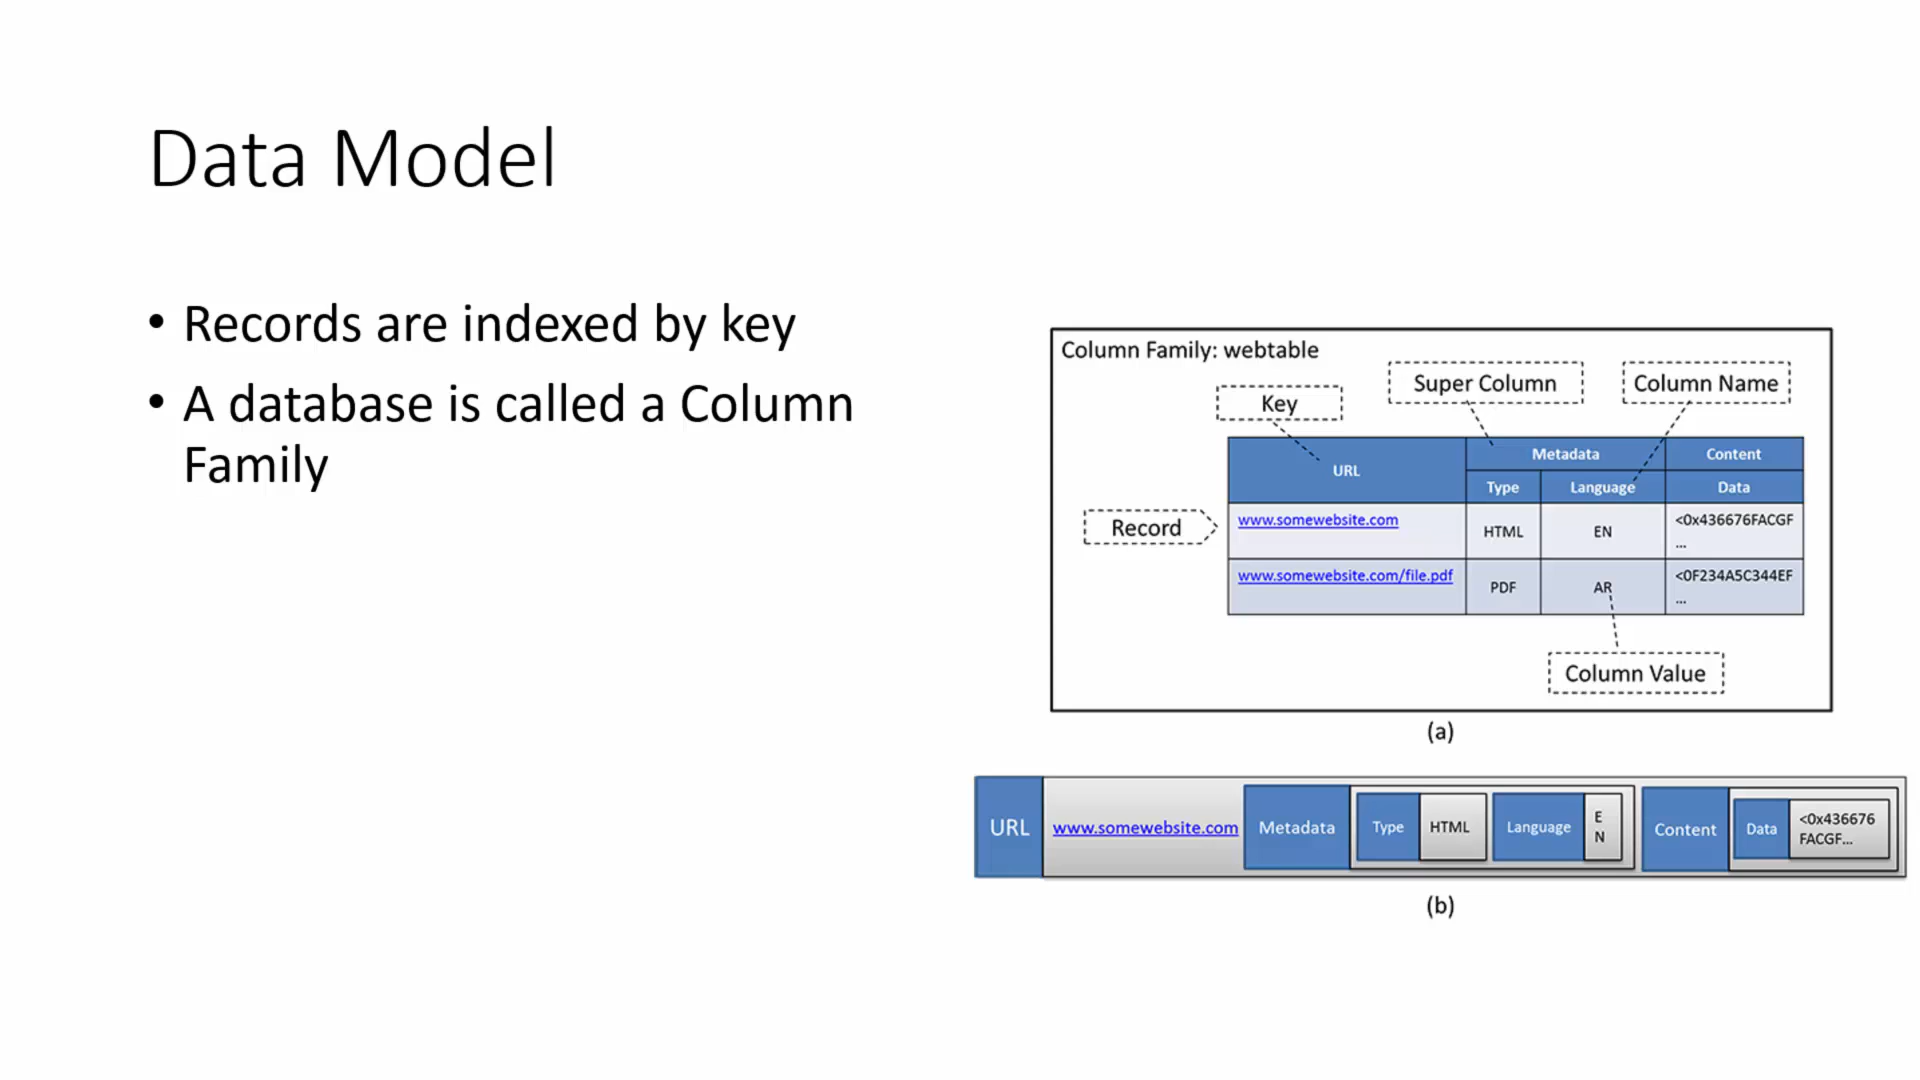 Data Model
• Records are indexed by key
• A database is called a Column
Family
Column Family: webtable
Key
Super Column
Column Name
URL
Metadata
Content
Type
Language
Data
Record
www.somewebsite.com
HTML
EN
<0x436676FACGF
...
www.somewebsite.com/file.pdf
PDF
AR
<0F234A5C344EF
...
Column Value
(a)
URL
www.somewebsite.com
Metadata
Type
HTML
Language
E
N
Content
Data
<0x436676
FACGF...
(b)